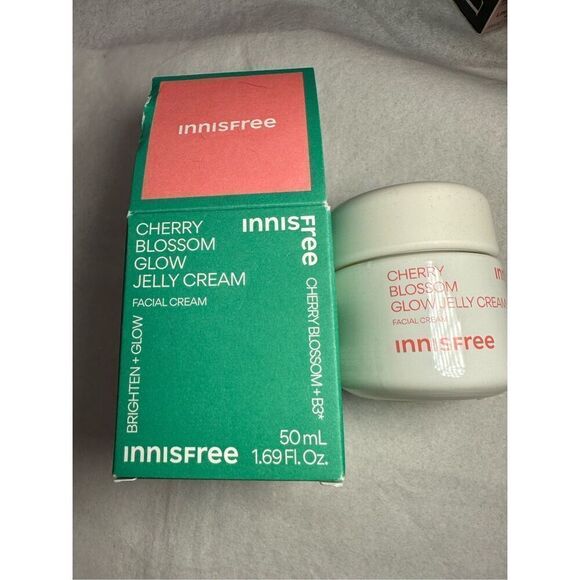 innisfree
CHERRY
BLOSSOM
GLOW
JELLY CREAM
FACIAL CREAM
innisfree
BRIGHTEN + GLOW
CHERRY BLOSSOM + B3*
innisfree
50 mL
1.69 Fl. Oz.
CHERRY
BLOSSOM
GLOW JELLY CREAM
FACIAL CREAM
innisfree